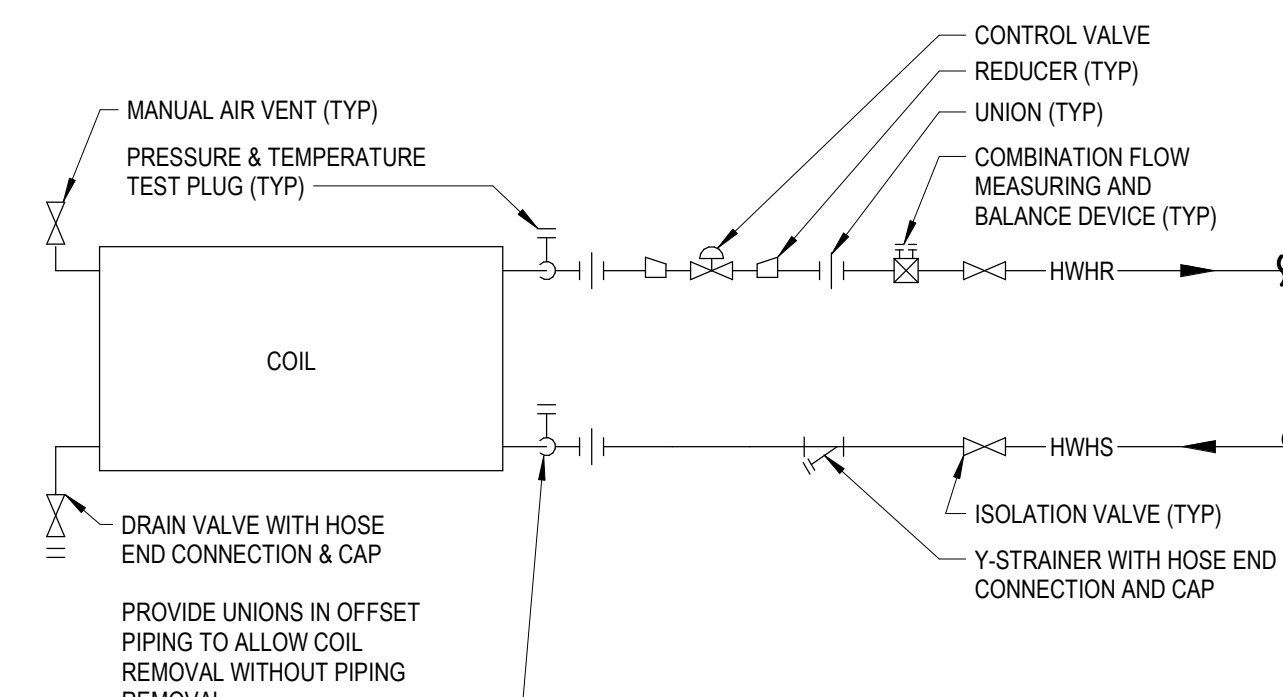 CONTROL VALVE
REDUCER (TYP)
UNION (TYP)
COMBINATION FLOW
MEASURING AND
BALANCE DEVICE (TYP)
MANUAL AIR VENT (TYP)
PRESSURE & TEMPERATURE
TEST PLUG (TYP)
HWHR
COIL
HWHS
ISOLATION VALVE (TYP)
Y-STRAINER WITH HOSE END
CONNECTION AND CAP
DRAIN VALVE WITH HOSE
END CONNECTION & CAP
PROVIDE UNIONS IN OFFSET
PIPING TO ALLOW COIL
REMOVAL WITHOUT PIPING
REMOVAL